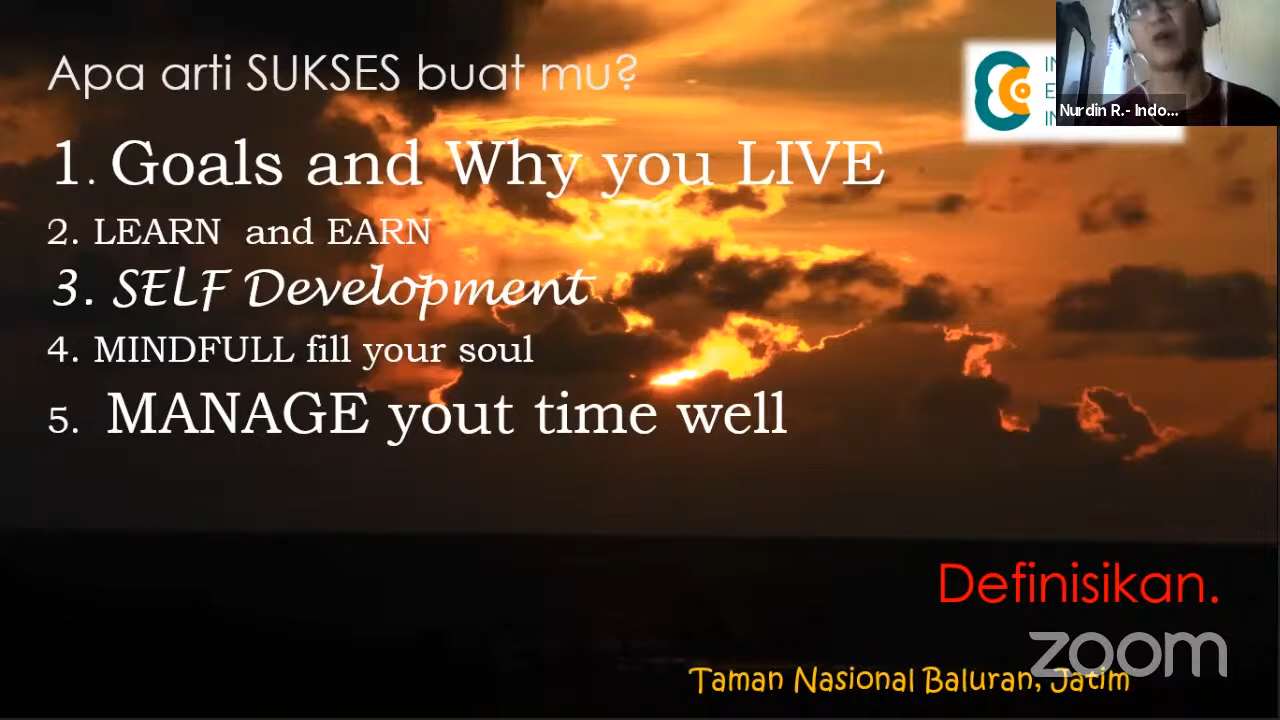 Apa arti SUKSES buat mu?
1. Goals and Why you LIVE
2. LEARN and EARN
3. SELF Development
4. MINDFULL fill your soul
5. MANAGE yout time well
Definisikan.
Taman Nasional Baluran, Jatim
zoom
Nurdin R.- Indo...